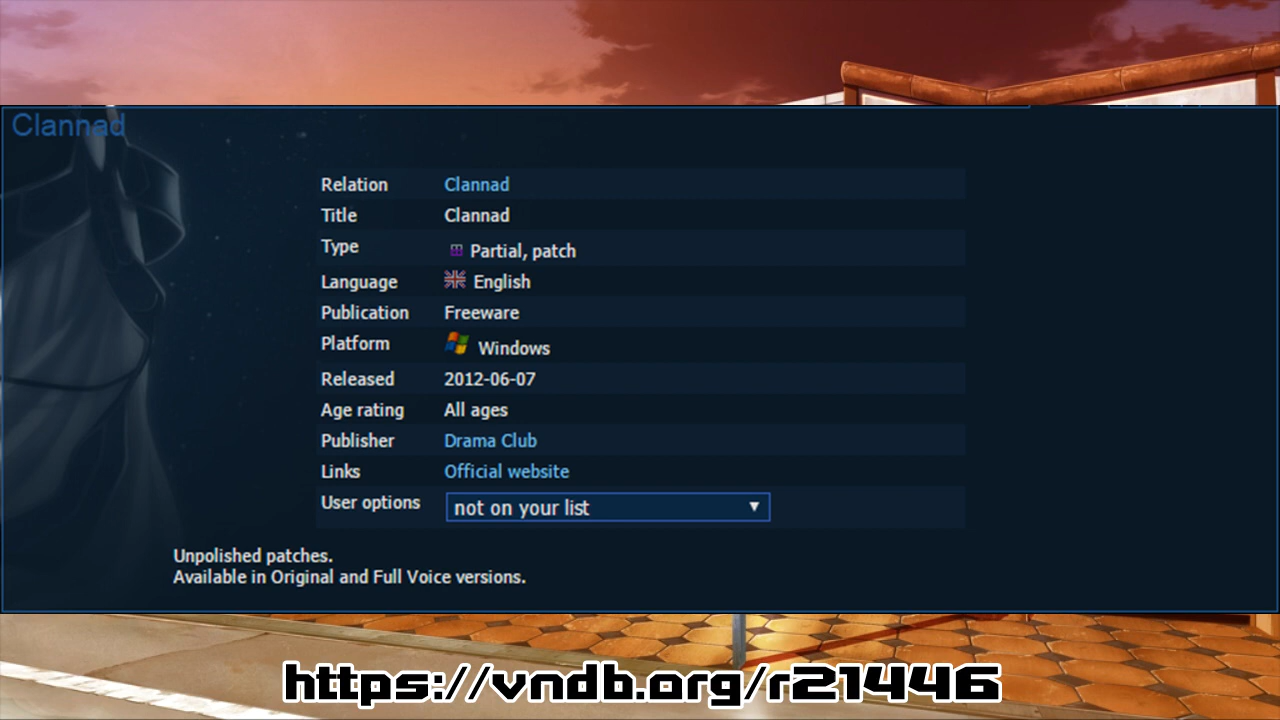 Clannad
Relation Clannad
Title Clannad
Type Partial, patch
Language English
Publication Freeware
Platform Windows
Released 2012-06-07
Age rating All ages
Publisher Drama Club
Links Official website
User options not on your list
Unpolished patches.
Available in Original and Full Voice versions.
https://vndb.org/r21446